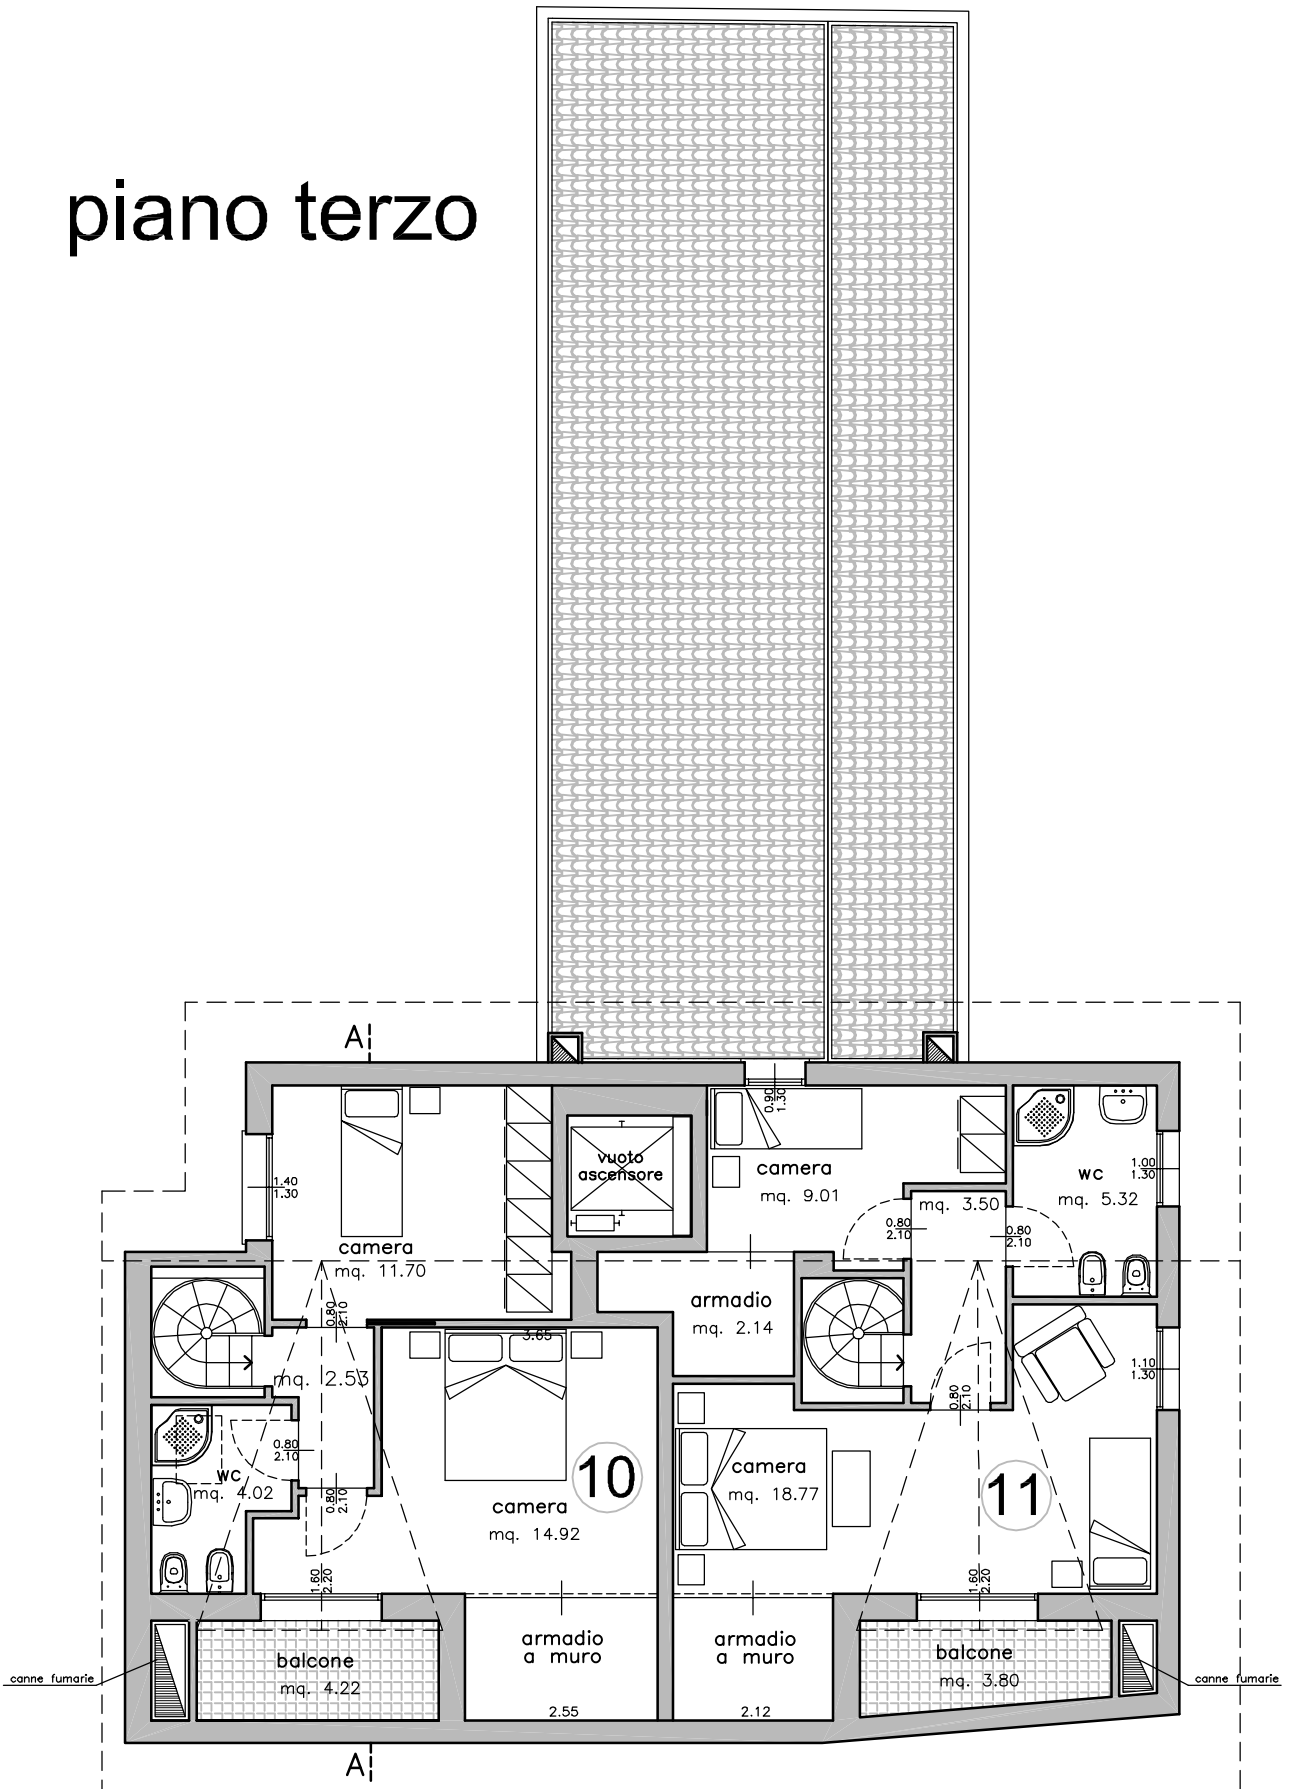 piano terzo
A
0.90
1.30
vuoto
ascensore
camera
mq. 9.01
1.00
1.30
wc
mq. 5.32
1.40
1.30
mq. 3.50
0.80
2.10
0.80
2.10
camera
mq. 11.70
armadio
mq. 2.14
0.80
2.10
3.65
mq. 2.53
1.10
1.30
0.80
2.10
0.80
2.10
wc
mq. 4.02
0.80
2.10
camera
mq. 14.92
10
camera
mq. 18.77
11
1.60
2.20
1.60
2.20
armadio
a muro
armadio
a muro
balcone
mq. 4.22
balcone
mq. 3.80
canne fumarie
canne fumarie
2.55
2.12
A